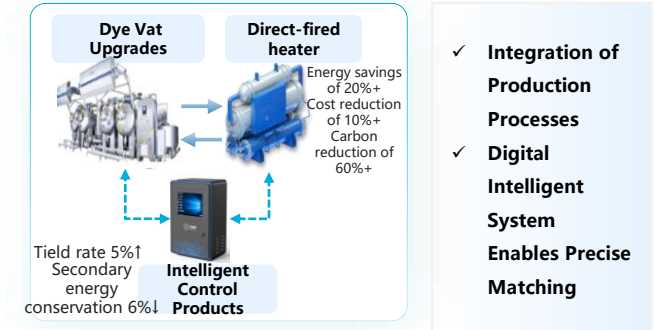 Dye Vat
Upgrades
Direct-fired
heater
Energy savings
of 20%+
Cost reduction
of 10%+
Carbon
reduction of
60%+
Tield rate 5%↑
Secondary
energy
conservation 6%↓
Intelligent
Control
Products
✓ Integration of
Production
Processes
✓ Digital
Intelligent
System
Enables Precise
Matching